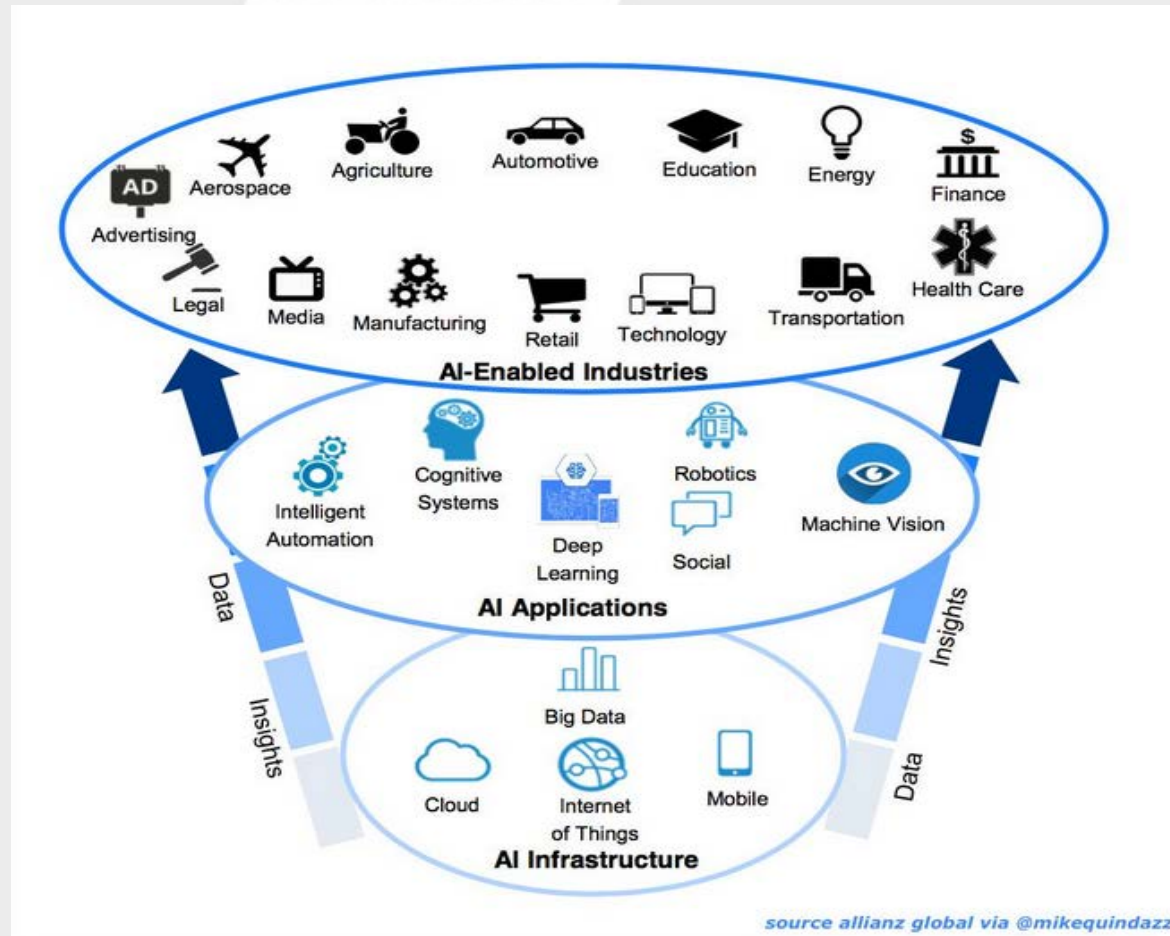 AD
Advertising
Aerospace
Agriculture
Automotive
Education
Energy
$
Finance
Legal
Media
Manufacturing
Retail
Technology
Transportation
Health Care
AI-Enabled Industries
Intelligent
Automation
Cognitive
Systems
Deep
Learning
Robotics
Social
Machine Vision
AI Applications
Data
Insights
Insights
Data
Big Data
Cloud
Internet
of Things
Mobile
AI Infrastructure
source allianz global via @mikequindazz